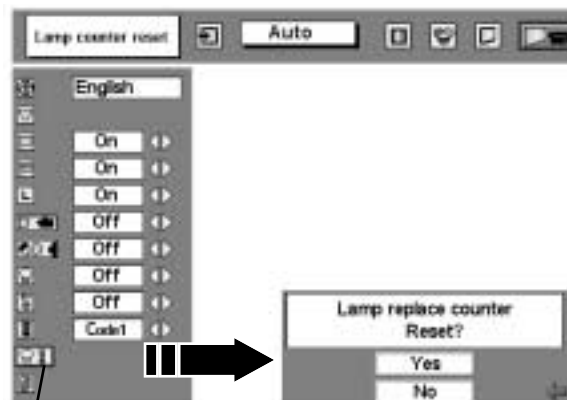 Lamp counter reset
Auto
English
On
On
On
Off
Off
Off
Off
Code1
Lamp replace counter
Reset?
Yes
No